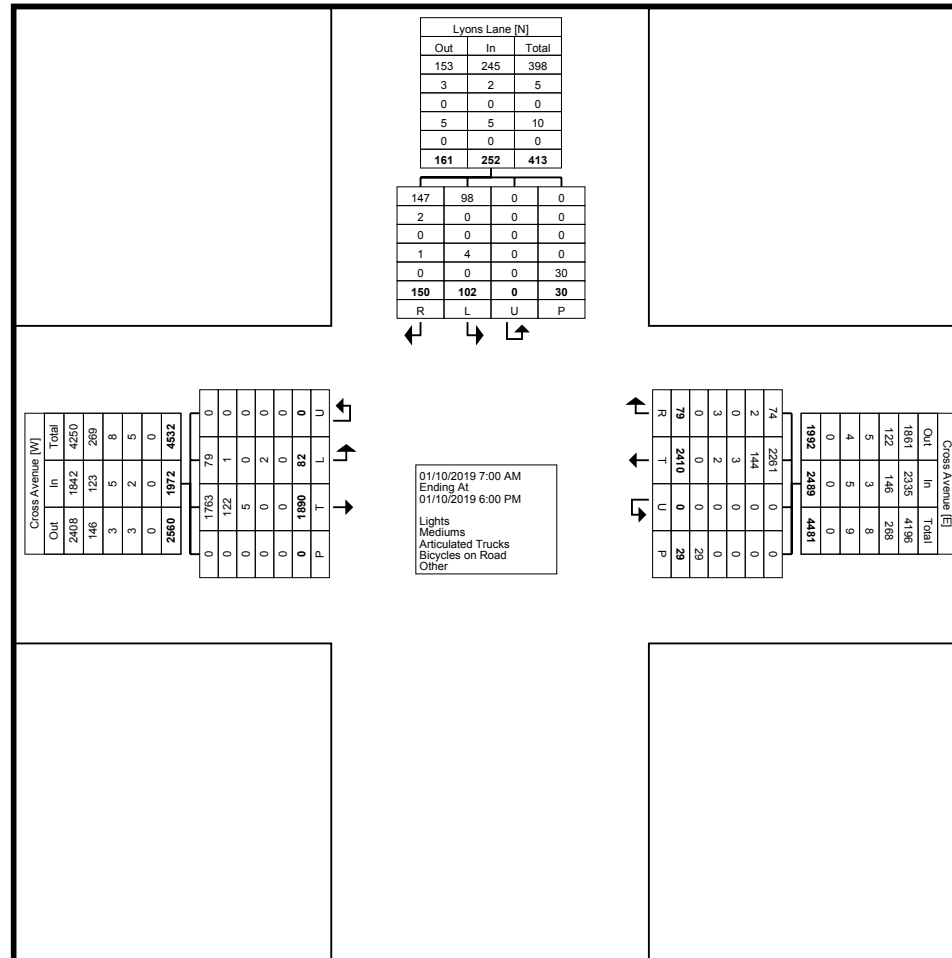 Lyons Lane [N]
Out In Total
153 245 398
3 2 5
0 0 0
5 5 10
0 0 0
161 252 413
147 98 0 0
2 0 0 0
0 0 0 0
1 4 0 0
0 0 0 30
150 102 0 30
R L U P
Cross Avenue [W]
Total 4250 269 8 5 0 4532
In 1842 123 5 2 0 1972
Out 2408 146 3 3 0 2560
0 0 0 0 0 0 U
79 1 0 2 0 82 L
1763 122 5 0 0 1890 T
0 0 0 0 0 0 P
01/10/2019 7:00 AM
Ending At
01/10/2019 6:00 PM
Lights
Mediums
Articulated Trucks
Bicycles on Road
Other
R 79 0 3 0 2 74
T 2410 0 2 3 144 2261
U 0 0 0 0 0 0
P 29 29 0 0 0 0
Cross Avenue [E]
Out In Total
1861 2335 4196
122 146 268
5 3 8
4 5 9
0 0 0
1992 2489 4481